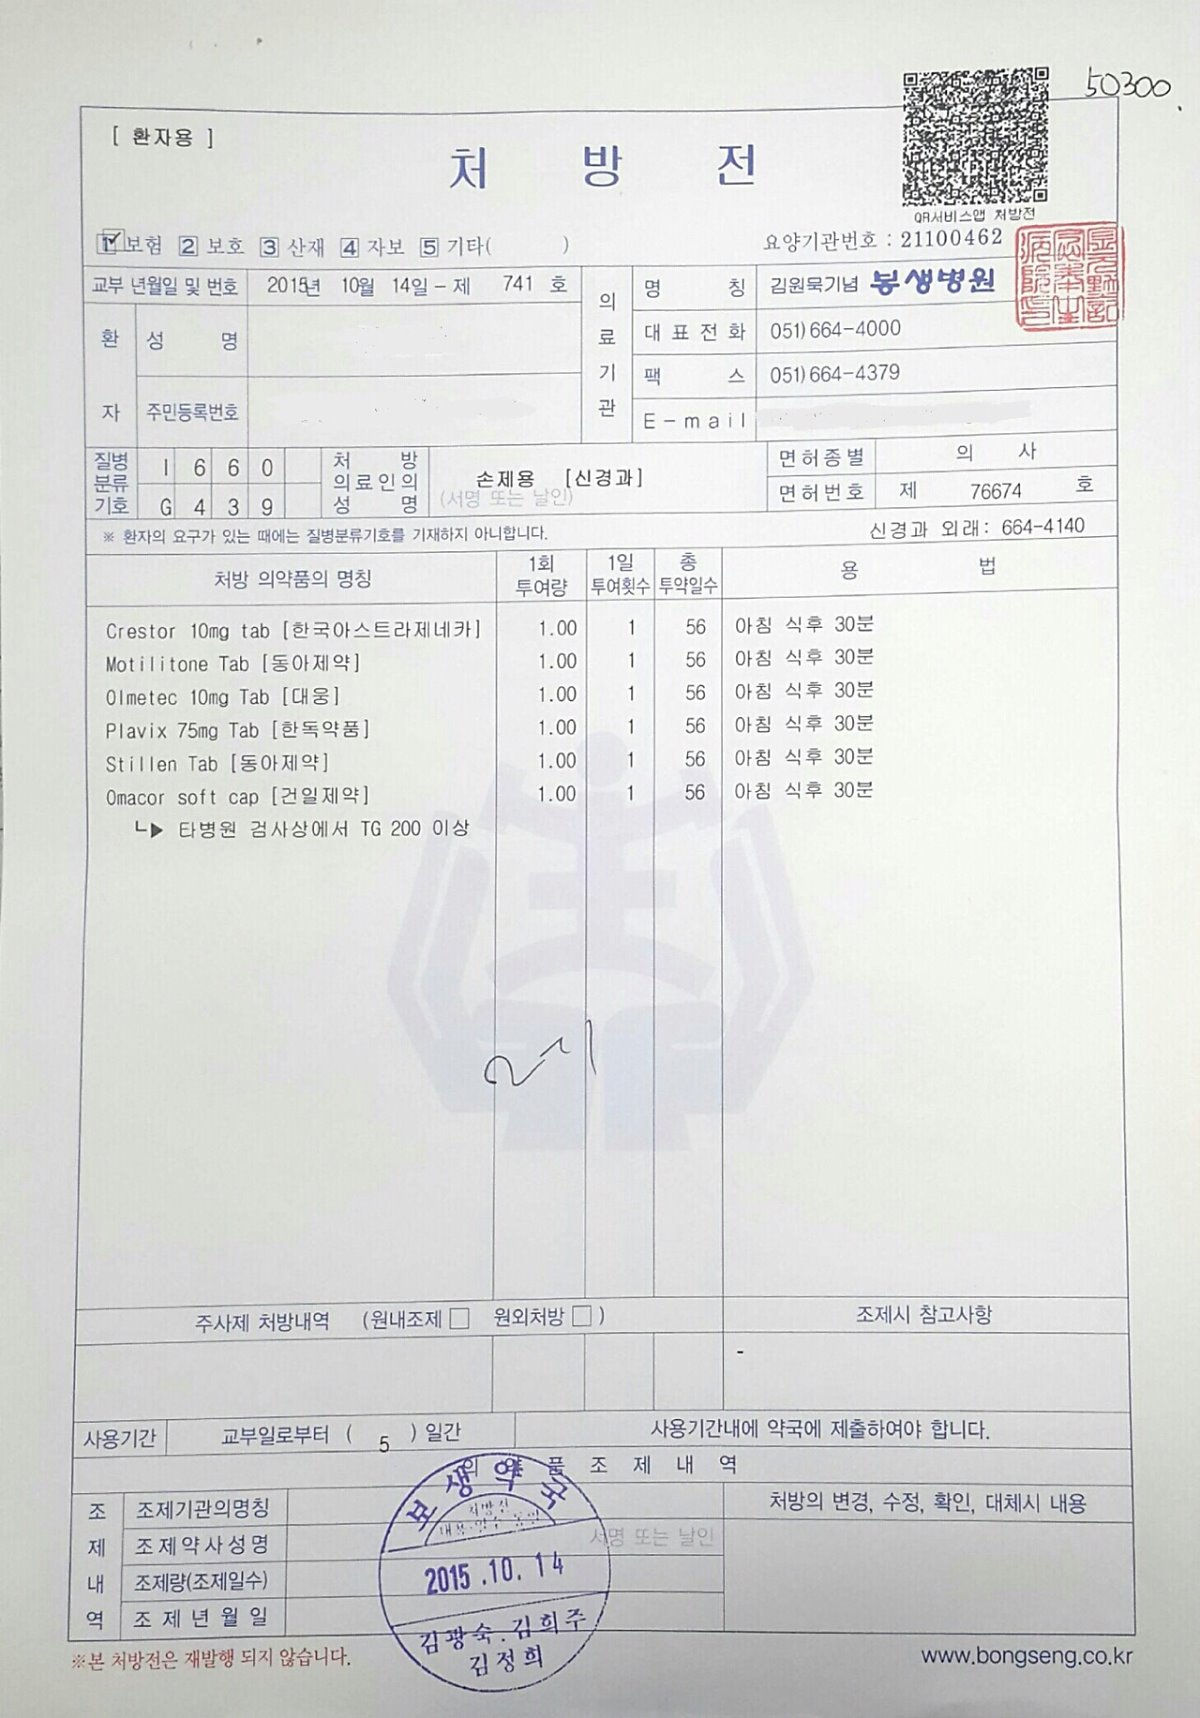 50300
[ 환자용 ]
처 방 전
QR서비스앱 처방전
1 보험 2 보호 3 산재 4 자보 5 기타( )
요양기관번호 : 21100462
교부 년월일 및 번호 2015년 10월 14일 - 제 741 호
환 자
성 명
주민등록번호
의 료 기 관
명 칭 김원묵기념 봉생병원
대 표 전 화 051)664-4000
팩 스 051)664-4379
E-mail
질병 분류 기호
I 6 6 0
G 4 3 9
처 방 의료인의 성 명
손제용 [신경과]
(서명 또는 날인)
면허종별 의 사
면허번호 제 76674 호
※ 환자의 요구가 있는 때에는 질병분류기호를 기재하지 아니합니다.
신경과 외래: 664-4140
처방 의약품의 명칭 1회 투여량 1일 투여횟수 총 투약일수 용 법
Crestor 10mg tab [한국아스트라제네카] 1.00 1 56 아침 식후 30분
Motilitone Tab [동아제약] 1.00 1 56 아침 식후 30분
Olmetec 10mg Tab [대웅] 1.00 1 56 아침 식후 30분
Plavix 75mg Tab [한독약품] 1.00 1 56 아침 식후 30분
Stillen Tab [동아제약] 1.00 1 56 아침 식후 30분
Omacor soft cap [건일제약] 1.00 1 56 아침 식후 30분
타병원 검사상에서 TG 200 이상
주사제 처방내역 (원내조제 □ 원외처방 □ )
조제시 참고사항
-
사용기간 교부일로부터 ( 5 ) 일간 사용기간내에 약국에 제출하여야 합니다.
의 약 품 조 제 내 역
조 제 내 역
조제기관의명칭
처방의 변경, 수정, 확인, 대체시 내용
조제약사성명
서명 또는 날인
조제량(조제일수)
조 제 년 월 일
보생약국
2015.10.14
김광숙.김희주
김정희
※본 처방전은 재발행 되지 않습니다.
www.bongseng.co.kr